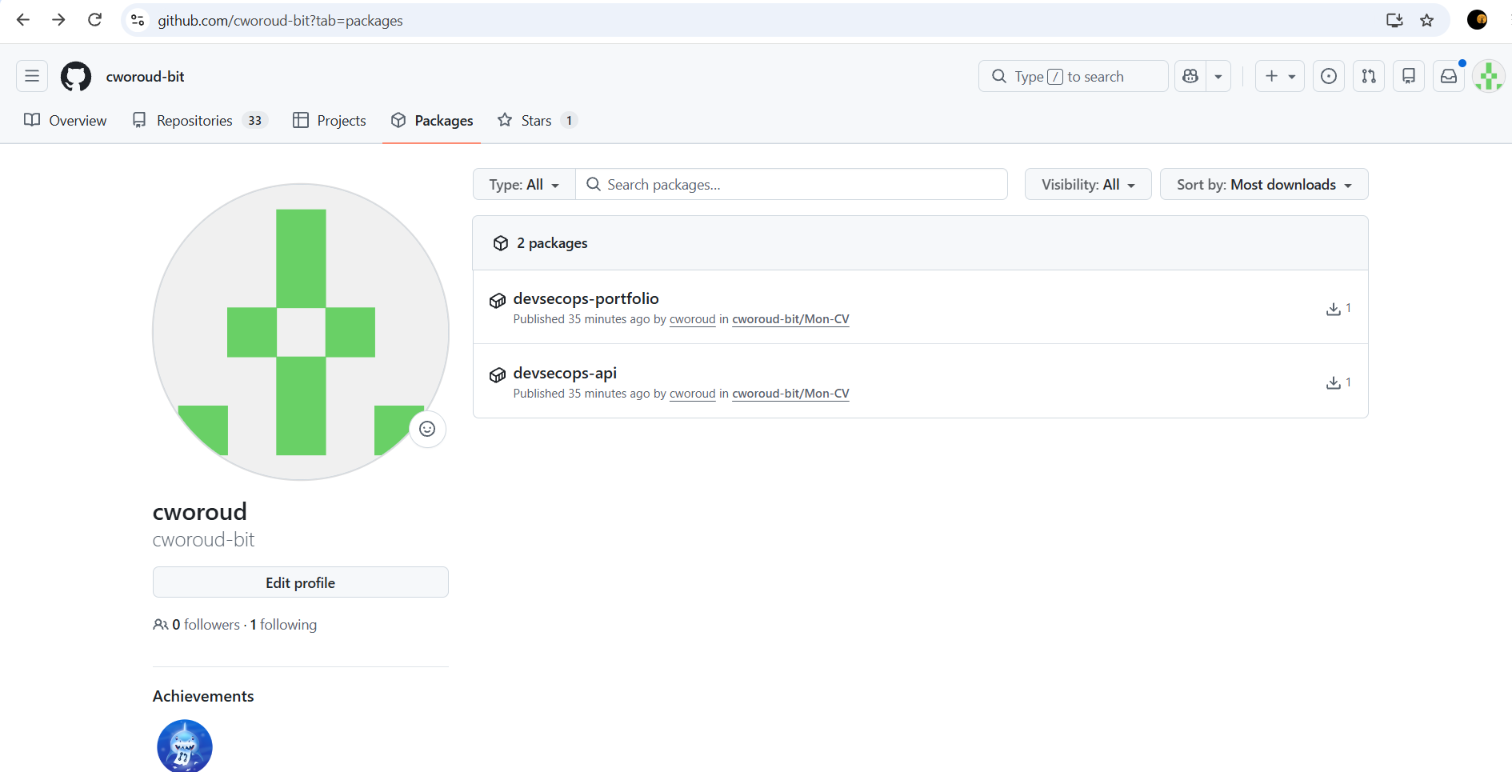 github.com/cworoud-bit?tab=packages
cworoud-bit
Type / to search
Overview Repositories 33 Projects Packages Stars 1
Type: All Search packages... Visibility: All Sort by: Most downloads
2 packages
devsecops-portfolio
Published 35 minutes ago by cworoud in cworoud-bit/Mon-CV
1
devsecops-api
Published 35 minutes ago by cworoud in cworoud-bit/Mon-CV
1
cworoud
cworoud-bit
Edit profile
0 followers · 1 following
Achievements